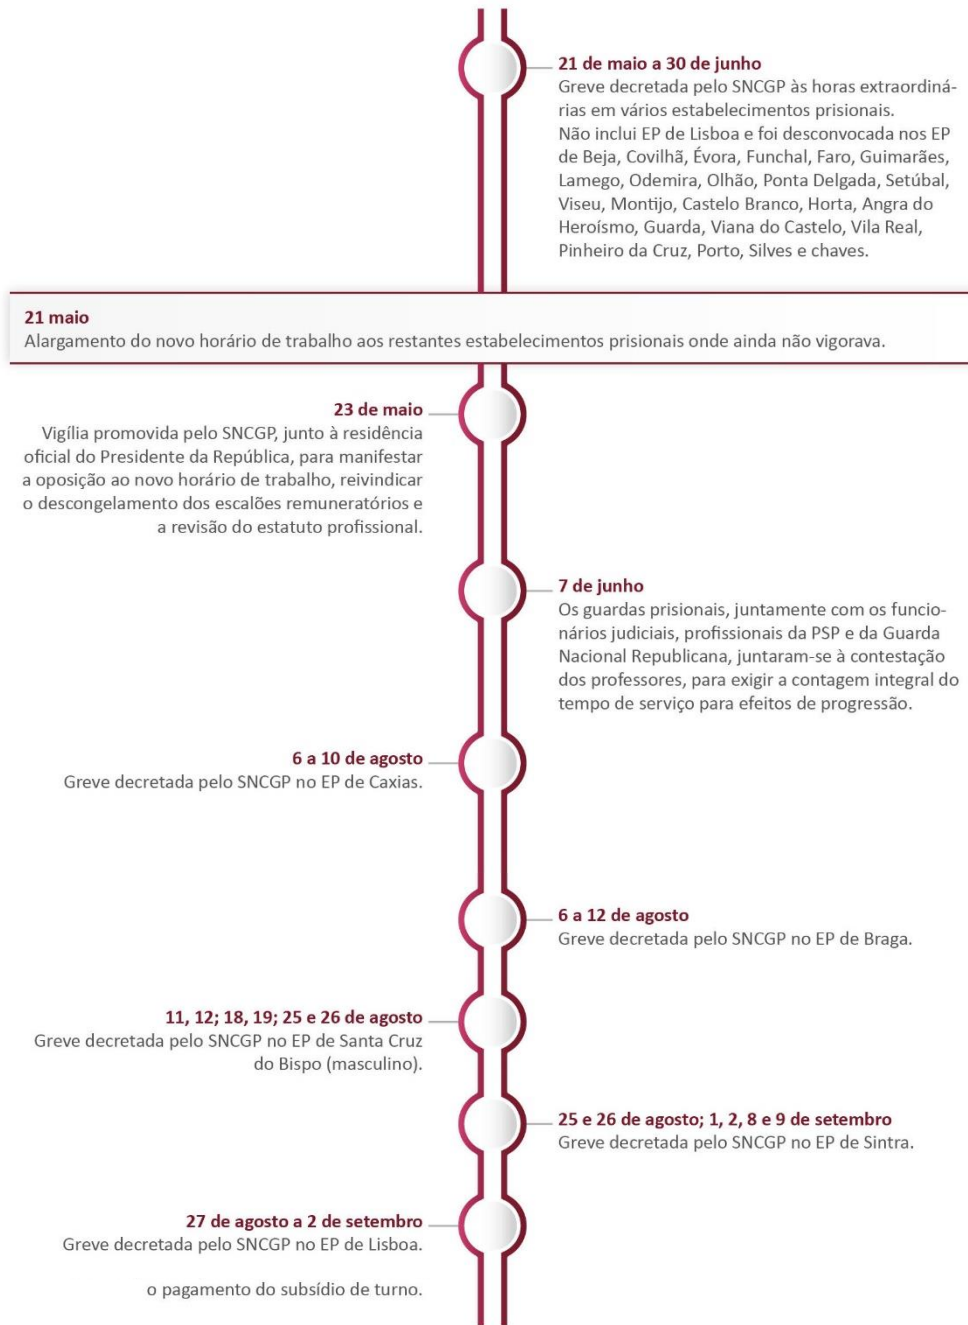 21 de maio a 30 de junho
Greve decretada pelo SNCGP às horas extraordiná-
rias em vários estabelecimentos prisionais.
Não inclui EP de Lisboa e foi desconvocada nos EP
de Beja, Covilhã, Évora, Funchal, Faro, Guimarães,
Lamego, Odemira, Olhão, Ponta Delgada, Setúbal,
Viseu, Montijo, Castelo Branco, Horta, Angra do
Heroísmo, Guarda, Viana do Castelo, Vila Real,
Pinheiro da Cruz, Porto, Silves e chaves.
21 maio
Alargamento do novo horário de trabalho aos restantes estabelecimentos prisionais onde ainda não vigorava.
23 de maio
Vigília promovida pelo SNCGP, junto à residência
oficial do Presidente da República, para manifestar
a oposição ao novo horário de trabalho, reivindicar
o descongelamento dos escalões remuneratórios e
a revisão do estatuto profissional.
7 de junho
Os guardas prisionais, juntamente com os funcio-
nários judiciais, profissionais da PSP e da Guarda
Nacional Republicana, juntaram-se à contestação
dos professores, para exigir a contagem integral do
tempo de serviço para efeitos de progressão.
6 a 10 de agosto
Greve decretada pelo SNCGP no EP de Caxias.
6 a 12 de agosto
Greve decretada pelo SNCGP no EP de Braga.
11, 12; 18, 19; 25 e 26 de agosto
Greve decretada pelo SNCGP no EP de Santa Cruz
do Bispo (masculino).
25 e 26 de agosto; 1, 2, 8 e 9 de setembro
Greve decretada pelo SNCGP no EP de Sintra.
27 de agosto a 2 de setembro
Greve decretada pelo SNCGP no EP de Lisboa.
o pagamento do subsídio de turno.